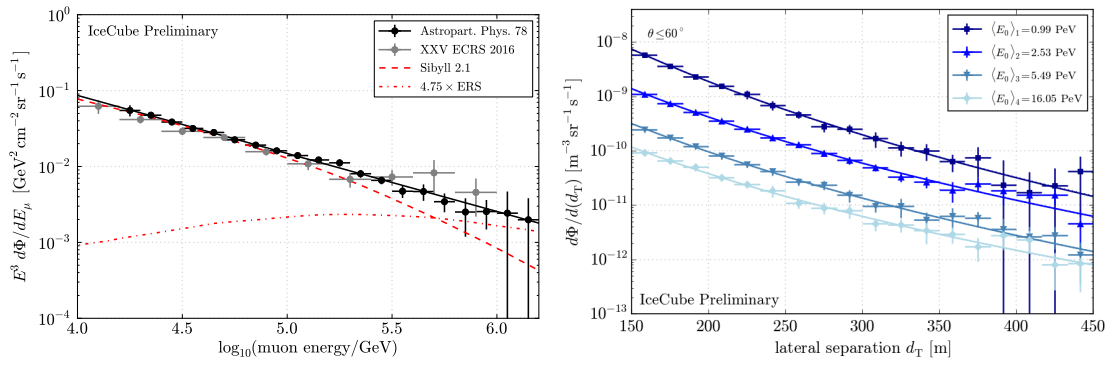 10⁰
10⁻¹
10⁻²
10⁻³
10⁻⁴
E³ dΦ/dE_μ [GeV² cm⁻² sr⁻¹ s⁻¹]
IceCube Preliminary
Astropart. Phys. 78
XXV ECRS 2016
Sibyll 2.1
4.75 × ERS
4.0 4.5 5.0 5.5 6.0
log₁₀(muon energy/GeV)
10⁻⁸
10⁻⁹
10⁻¹⁰
10⁻¹¹
10⁻¹²
10⁻¹³
dΦ/d(d_T) [m⁻³ sr⁻¹ s⁻¹]
θ≤60°
⟨E₀⟩₁=0.99 PeV
⟨E₀⟩₂=2.53 PeV
⟨E₀⟩₃=5.49 PeV
⟨E₀⟩₄=16.05 PeV
IceCube Preliminary
150 200 250 300 350 400 450
lateral separation d_T [m]